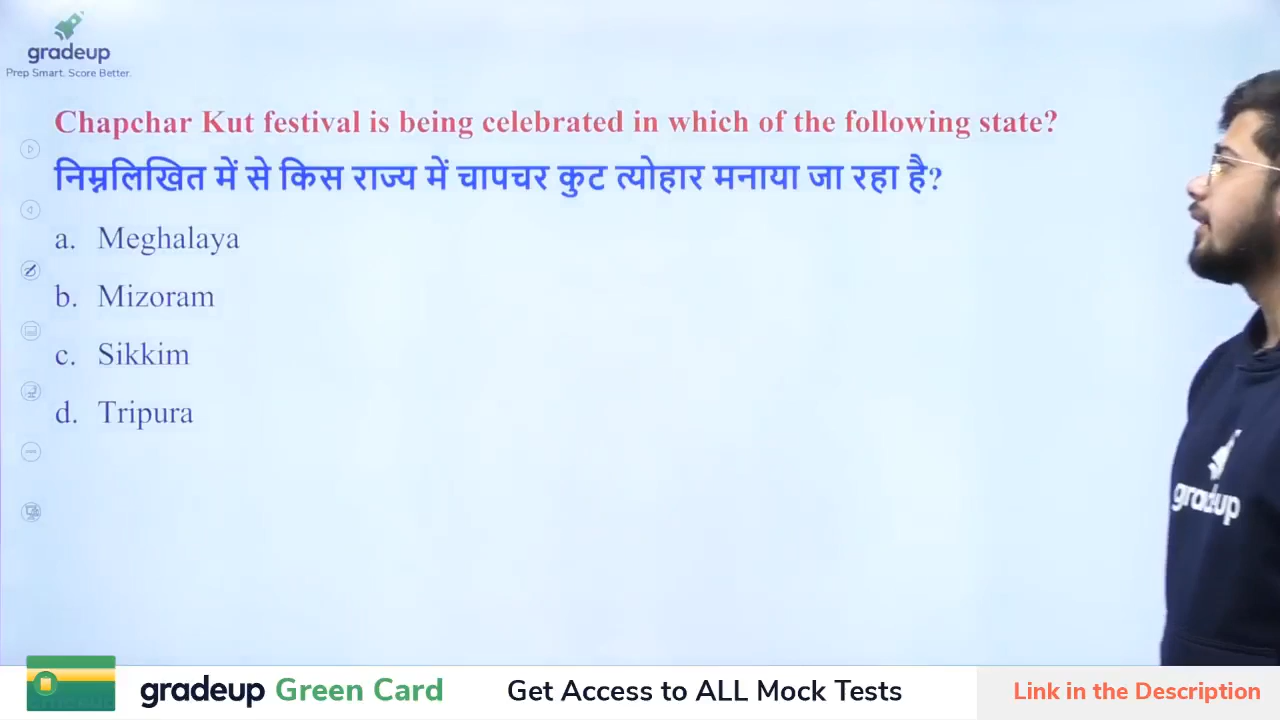 gradeup
Prep Smart. Score Better.
Chapchar Kut festival is being celebrated in which of the following state?
निम्नलिखित में से किस राज्य में चापचर कुट त्योहार मनाया जा रहा है?
a. Meghalaya
b. Mizoram
c. Sikkim
d. Tripura
gradeup
gradeup Green Card Get Access to ALL Mock Tests Link in the Description